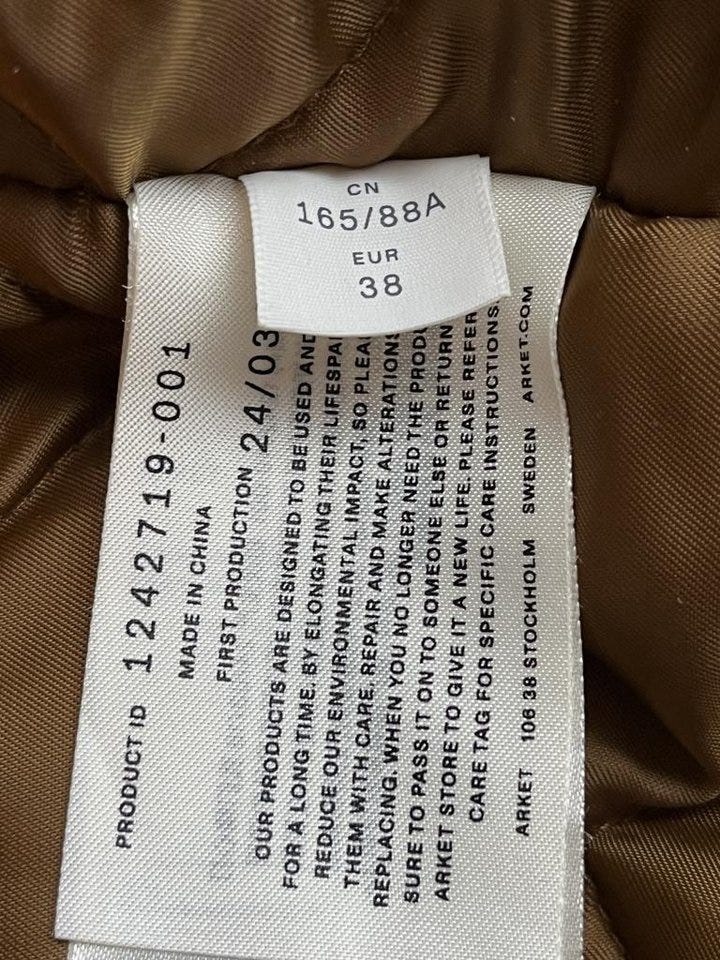 CN
165/88A
EUR
38
PRODUCT ID 1242719-001
MADE IN CHINA
FIRST PRODUCTION 24/03
OUR PRODUCTS ARE DESIGNED TO BE USED AND
FOR A LONG TIME. BY ELONGATING THEIR
REDUCE OUR ENVIRONMENTAL IMPACT, SO
THEM WITH CARE, REPAIR AND MAKE ALTERATIONS
REPLACING. WHEN YOU NO LONGER NEED THE
SURE TO PASS IT ON TO SOMEONE ELSE OR RETURN
ARKET STORE TO GIVE IT A NEW LIFE. PLEASE REFER
CARE TAG FOR SPECIFIC CARE INSTRUCTIONS.
ARKET 106 38 STOCKHOLM SWEDEN ARKET.COM